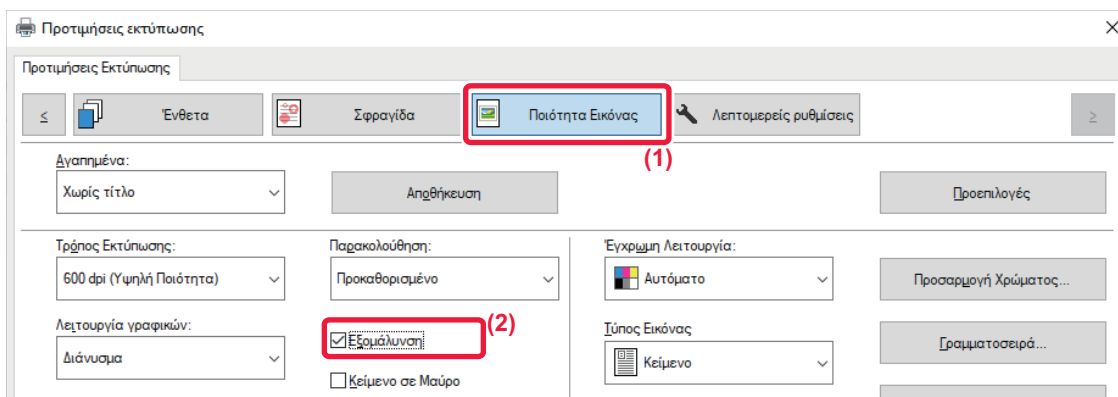 Προτιμήσεις εκτύπωσης
Προτιμήσεις Εκτύπωσης
<
Ένθετα
Σφραγίδα
Ποιότητα Εικόνας
Λεπτομερείς ρυθμίσεις
>
(1)
Αγαπημένα:
Χωρίς τίτλο
Αποθήκευση
Προεπιλογές
Τρόπος Εκτύπωσης:
600 dpi (Υψηλή Ποιότητα)
Παρακολούθηση:
Προκαθορισμένο
Έγχρωμη Λειτουργία:
Αυτόματο
Προσαρμογή Χρώματος...
Λειτουργία γραφικών:
Διάνυσμα
(2)
Εξομάλυνση
Κείμενο σε Μαύρο
Τύπος Εικόνας
Κείμενο
Γραμματοσειρά...